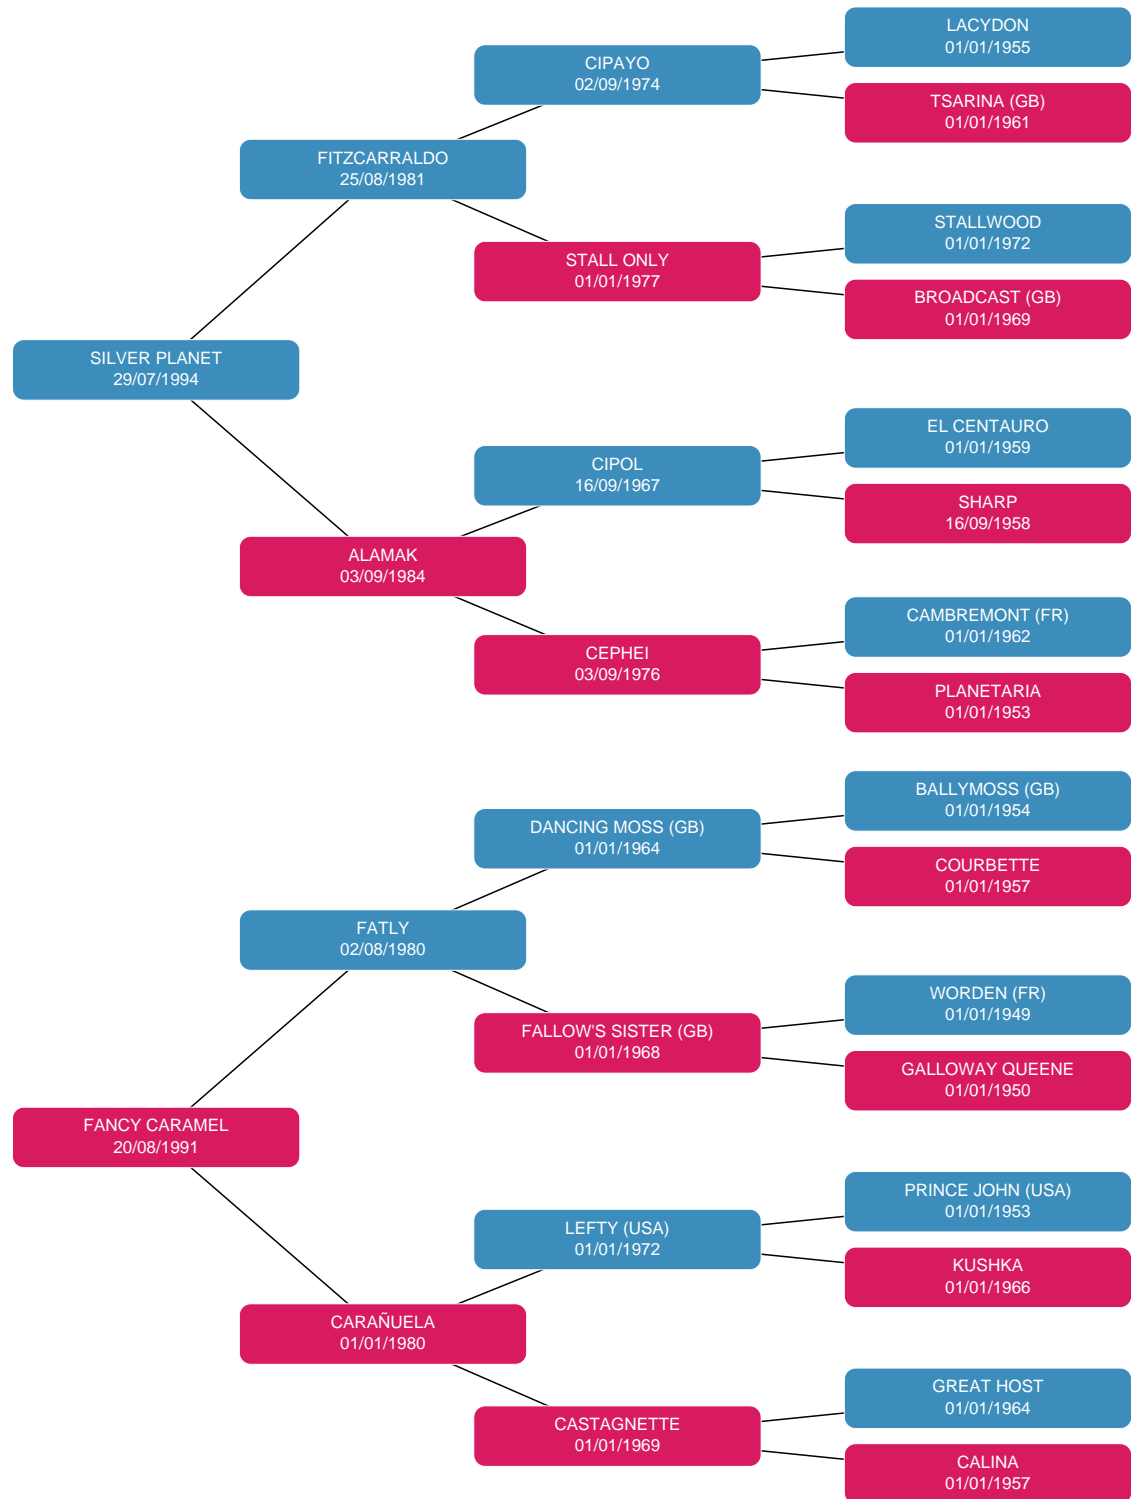 LACYDON
01/01/1955
CIPAYO
02/09/1974
TSARINA (GB)
01/01/1961
FITZCARRALDO
25/08/1981
STALLWOOD
01/01/1972
STALL ONLY
01/01/1977
BROADCAST (GB)
01/01/1969
SILVER PLANET
29/07/1994
EL CENTAURO
01/01/1959
CIPOL
16/09/1967
SHARP
16/09/1958
ALAMAK
03/09/1984
CAMBREMONT (FR)
01/01/1962
CEPHEI
03/09/1976
PLANETARIA
01/01/1953
BALLYMOSS (GB)
01/01/1954
DANCING MOSS (GB)
01/01/1964
COURBETTE
01/01/1957
FATLY
02/08/1980
WORDEN (FR)
01/01/1949
FALLOW'S SISTER (GB)
01/01/1968
GALLOWAY QUEENE
01/01/1950
FANCY CARAMEL
20/08/1991
PRINCE JOHN (USA)
01/01/1953
LEFTY (USA)
01/01/1972
KUSHKA
01/01/1966
CARAÑUELA
01/01/1980
GREAT HOST
01/01/1964
CASTAGNETTE
01/01/1969
CALINA
01/01/1957